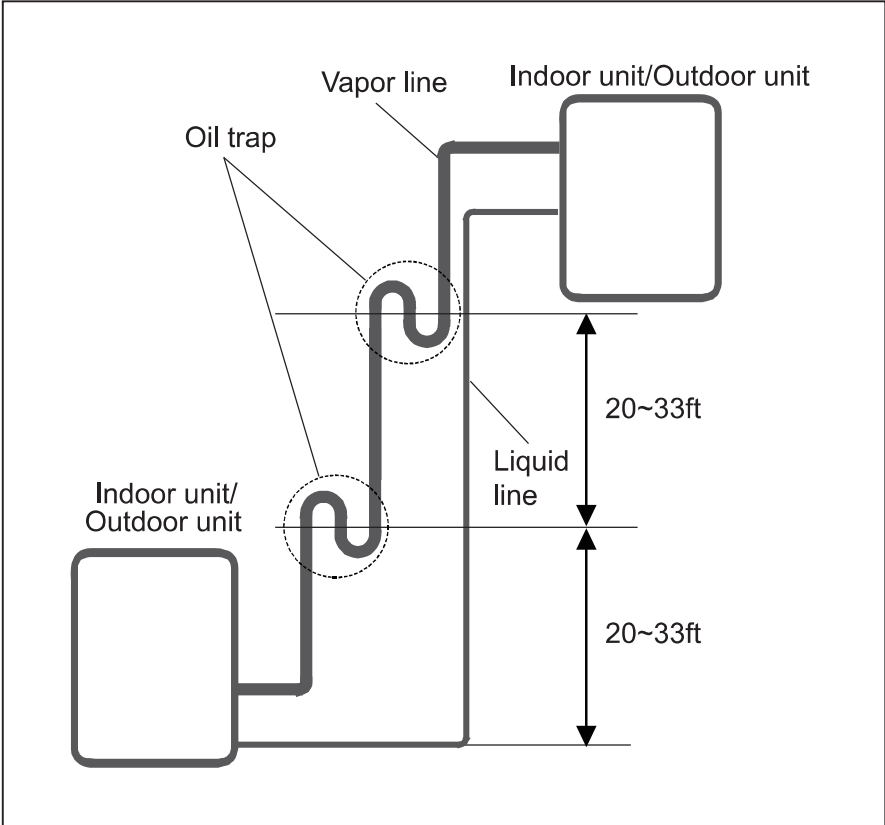 Indoor unit/Outdoor unit
Vapor line
Oil trap
20~33ft
Liquid
line
Indoor unit/
Outdoor unit
20~33ft